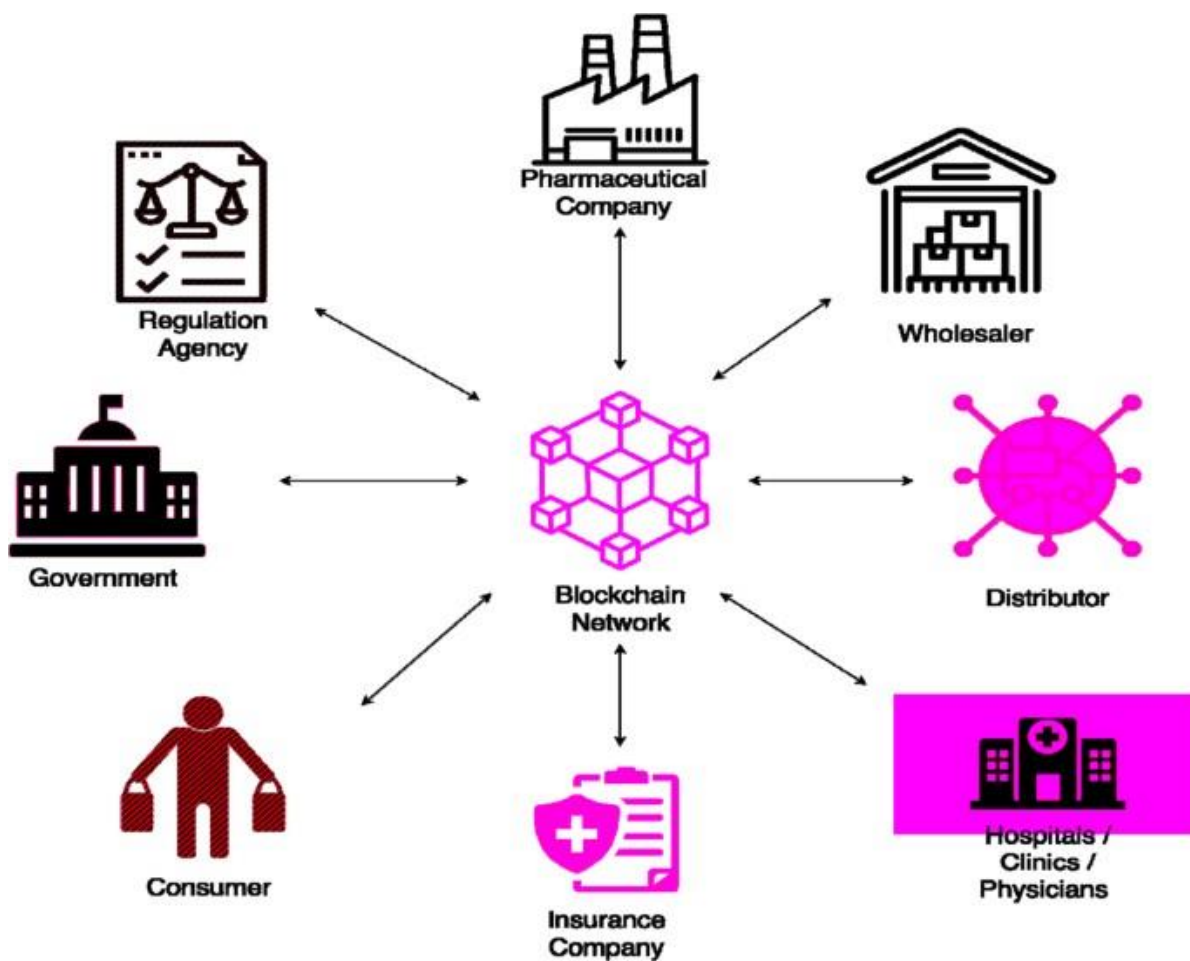 Pharmaceutical
Company
Regulation
Agency
Wholesaler
Government
Blockchain
Network
Distributor
Consumer
Insurance
Company
Hospitals /
Clinics /
Physicians